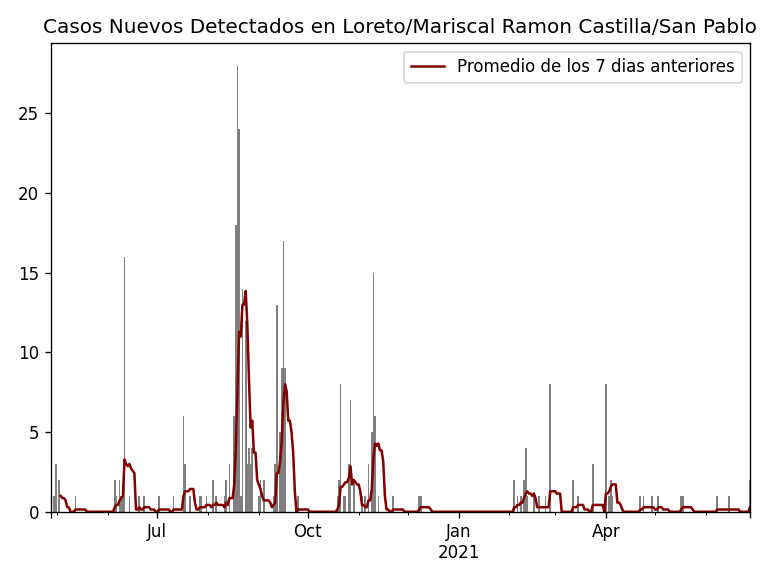 Casos Nuevos Detectados en Loreto/Mariscal Ramon Castilla/San Pablo
Promedio de los 7 dias anteriores
25
20
15
10
5
0
Jul
Oct
Jan
Apr
2021